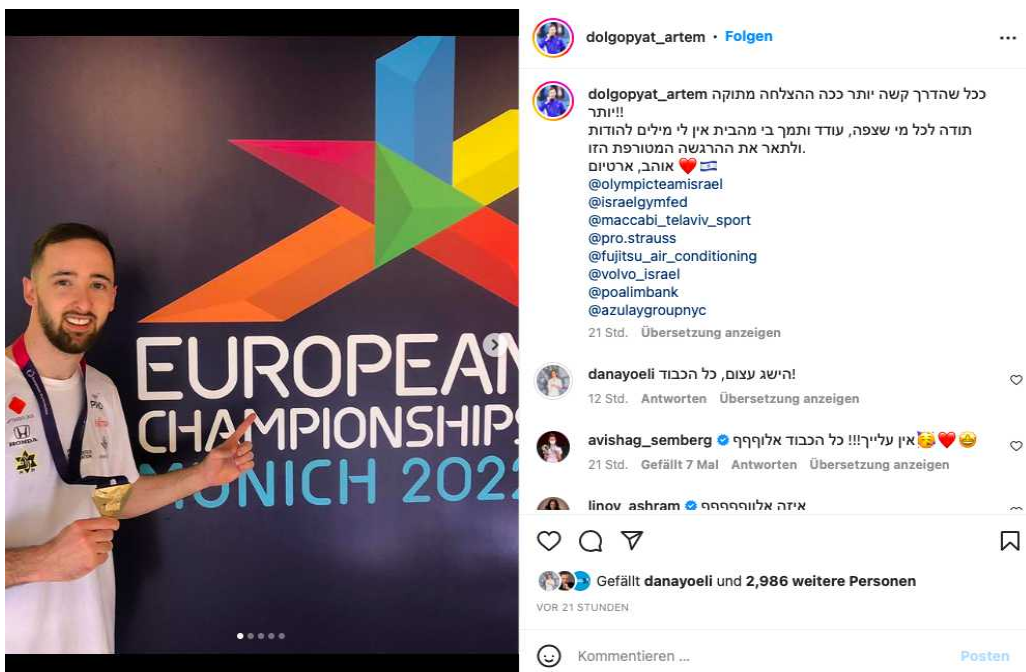 EUROPEAN
CHAMPIONSHIPS
MUNICH 2022
HONDA
dolgopyat_artem • Folgen
dolgopyat_artem ככל שהדרך קשה יותר ככה ההצלחה מתוקה
יותר!!
תודה לכל מי שצפה, עודד ותמך בי מהבית אין לי מילים להודות
ולתאר את ההרגשה המטורפת הזו.
אוהב, ארטיום ❤️ 🇮🇱
@olympicteamisrael
@israelgymfed
@maccabi_telaviv_sport
@pro.strauss
@fujitsu_air_conditioning
@volvo_israel
@poalimbank
@azulaygroupnyc
21 Std. Übersetzung anzeigen
danayoeli הישג עצום, כל הכבוד!
12 Std. Antworten Übersetzung anzeigen
avishag_semberg אין עלייך!!! כל הכבוד אלוףףף🥳❤️🤩
21 Std. Gefällt 7 Mal Antworten Übersetzung anzeigen
linoy_ashram איזה אלווףףףףף
Gefällt danayoeli und 2,986 weitere Personen
VOR 21 STUNDEN
Kommentieren ...
Posten